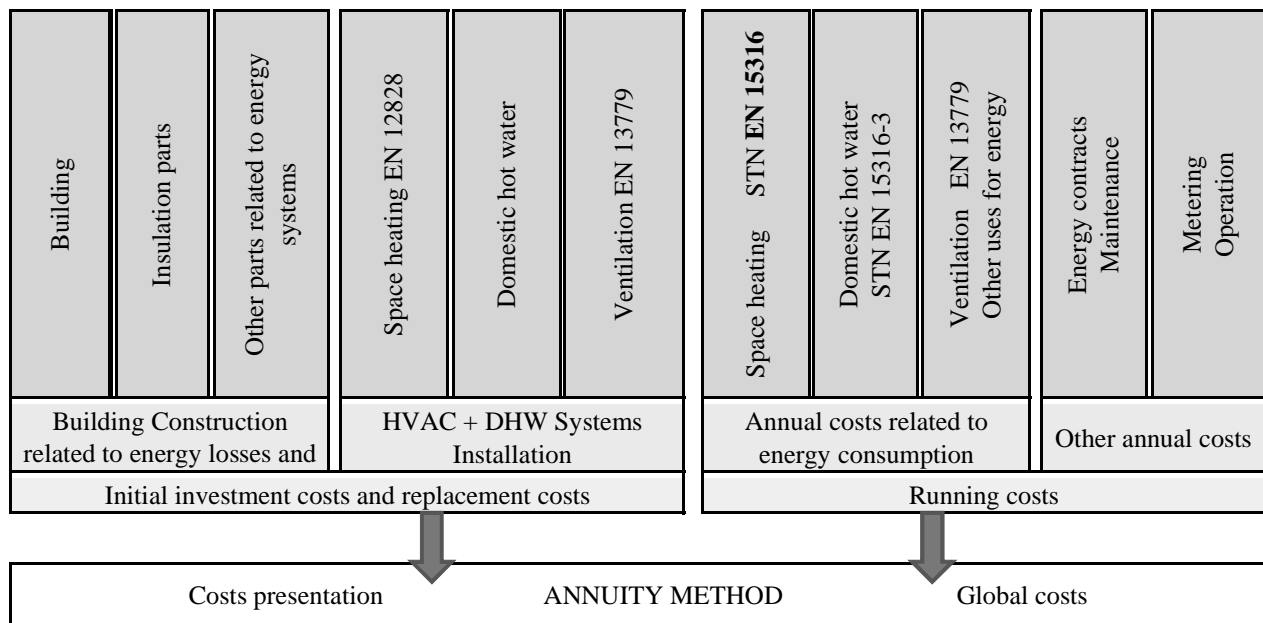 Building
Insulation parts
Other parts related to energy
systems
Space heating EN 12828
Domestic hot water
Ventilation EN 13779
Space heating STN EN 15316
Domestic hot water
STN EN 15316-3
Ventilation EN 13779
Other uses for energy
Energy contracts
Maintenance
Metering
Operation
Building Construction
related to energy losses and
HVAC + DHW Systems
Installation
Annual costs related to
energy consumption
Other annual costs
Initial investment costs and replacement costs
Running costs
Costs presentation ANNUITY METHOD Global costs